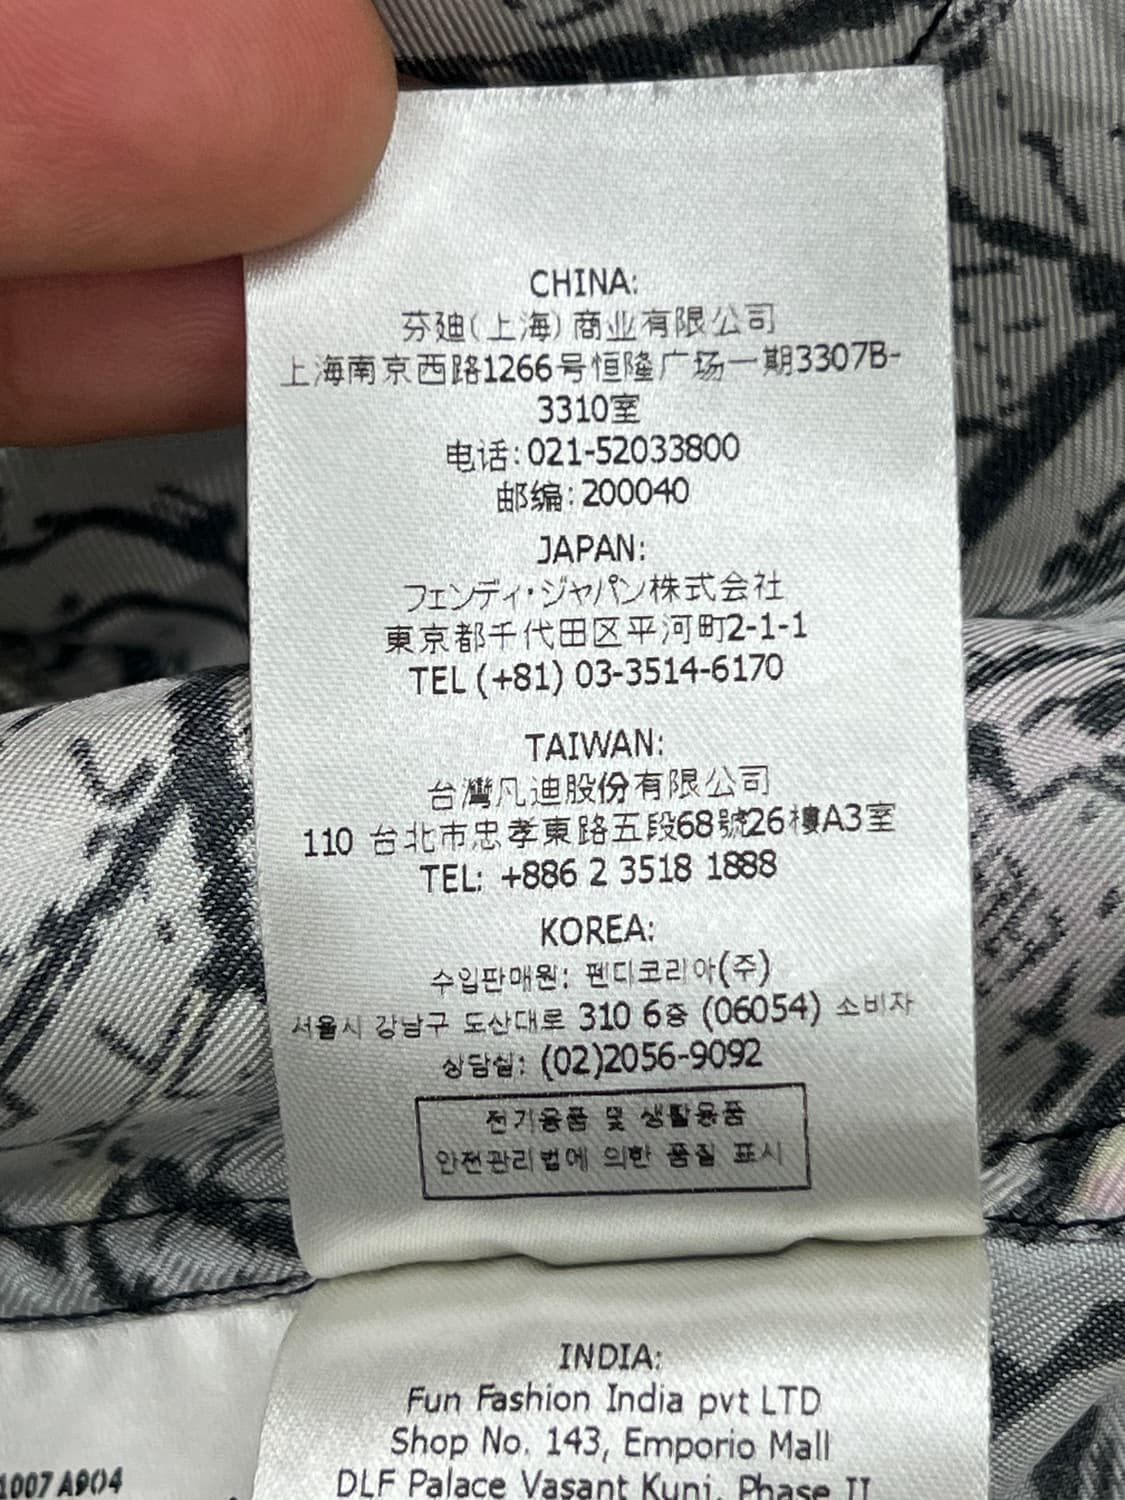 CHINA:
芬迪(上海)商业有限公司
上海南京西路1266号恒隆广场一期3307B-
3310室
电话:021-52033800
邮编:200040
JAPAN:
フェンディ・ジャパン株式会社
東京都千代田区平河町2-1-1
TEL (+81) 03-3514-6170
TAIWAN:
台灣凡迪股份有限公司
110 台北市忠孝東路五段68號26樓A3室
TEL: +886 2 3518 1888
KOREA:
수입판매원: 펜디코리아(주)
서울시 강남구 도산대로 310 6층 (06054) 소비자
상담실: (02)2056-9092
전기용품 및 생활용품
안전관리법에 의한 품질 표시
INDIA:
Fun Fashion India pvt LTD
Shop No. 143, Emporio Mall
DLF Palace Vasant Kunj, Phase II
1007 A904